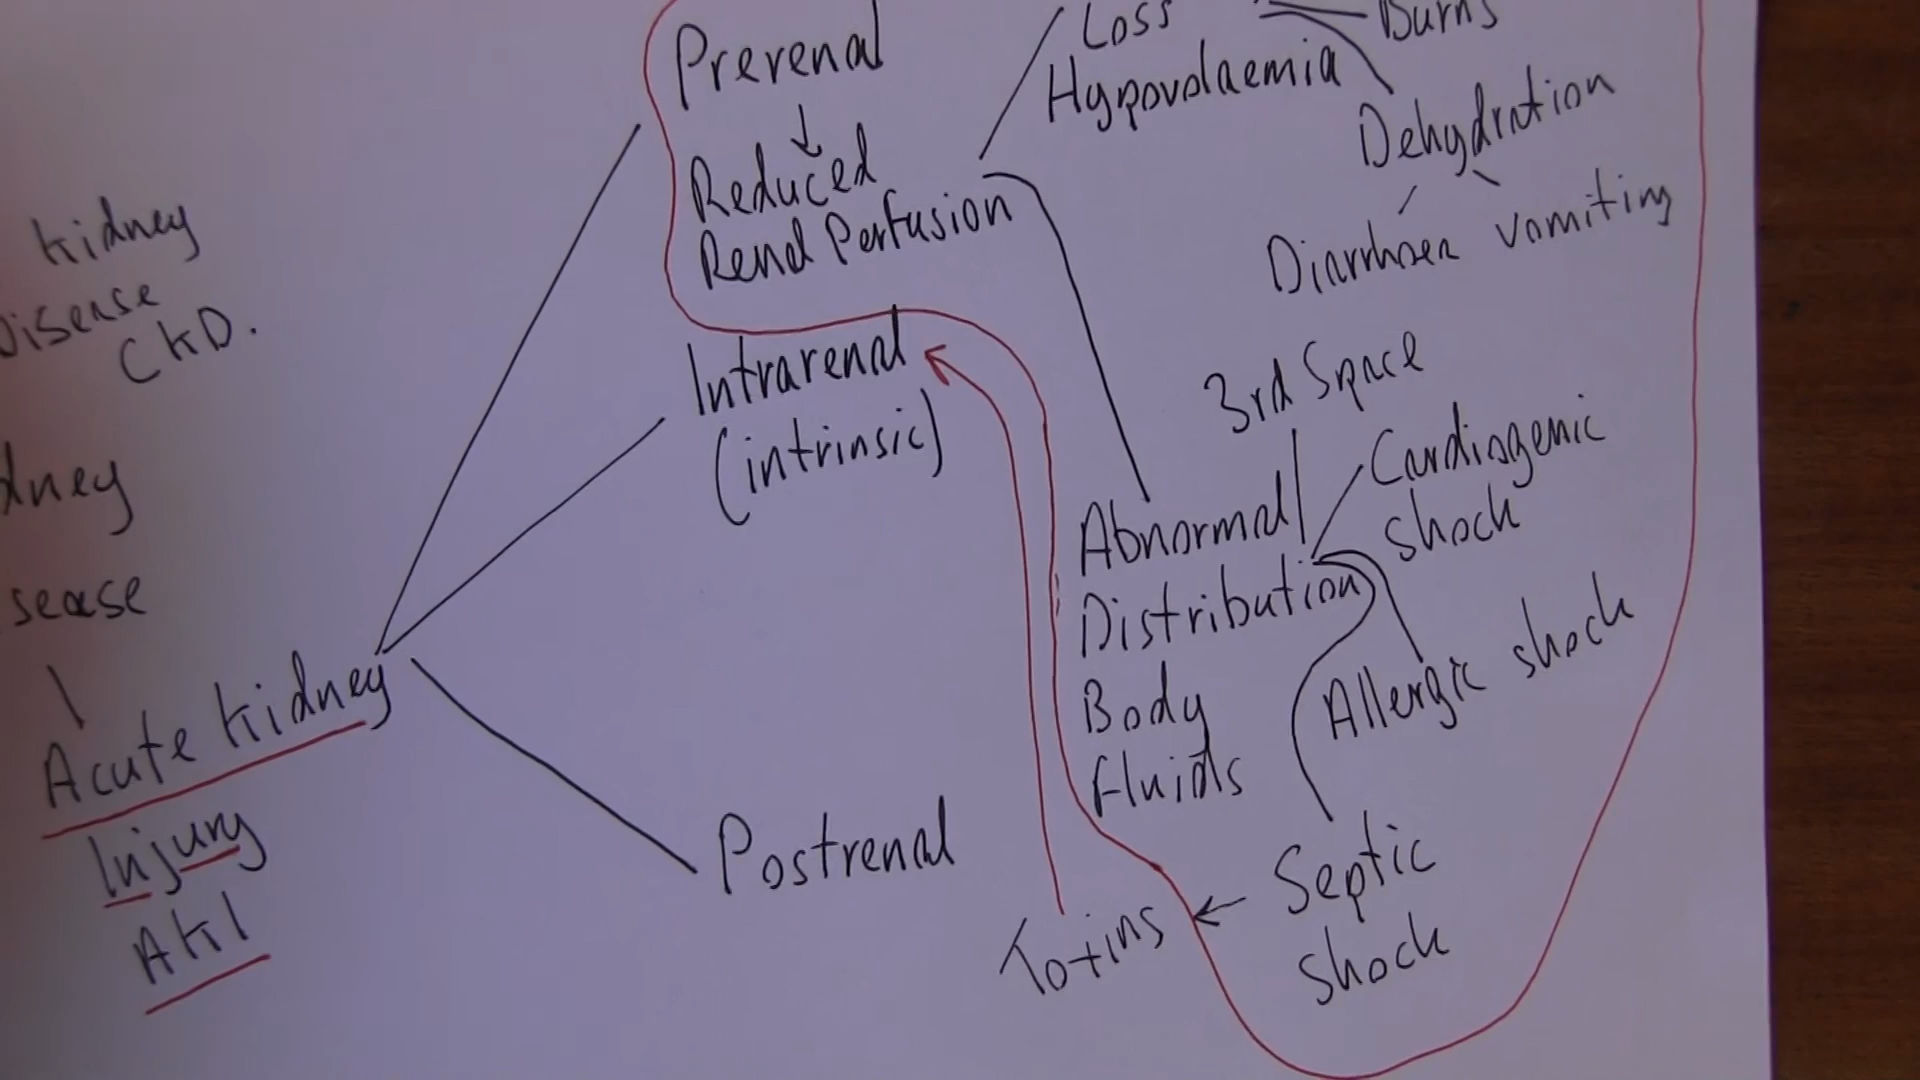 Prerenal
Reduced
Renal Perfusion
Loss
Hypovolaemia
Burns
Dehydration
Diarrhoea vomiting
kidney
Disease
CKD.
Intrarenal
(intrinsic)
3rd Space
Cardiogenic
shock
Abnormal
Distribution
Body
fluids
Allergic shock
Septic
shock
Toxins
Postrenal
sease
Acute kidney
Injury
AKI